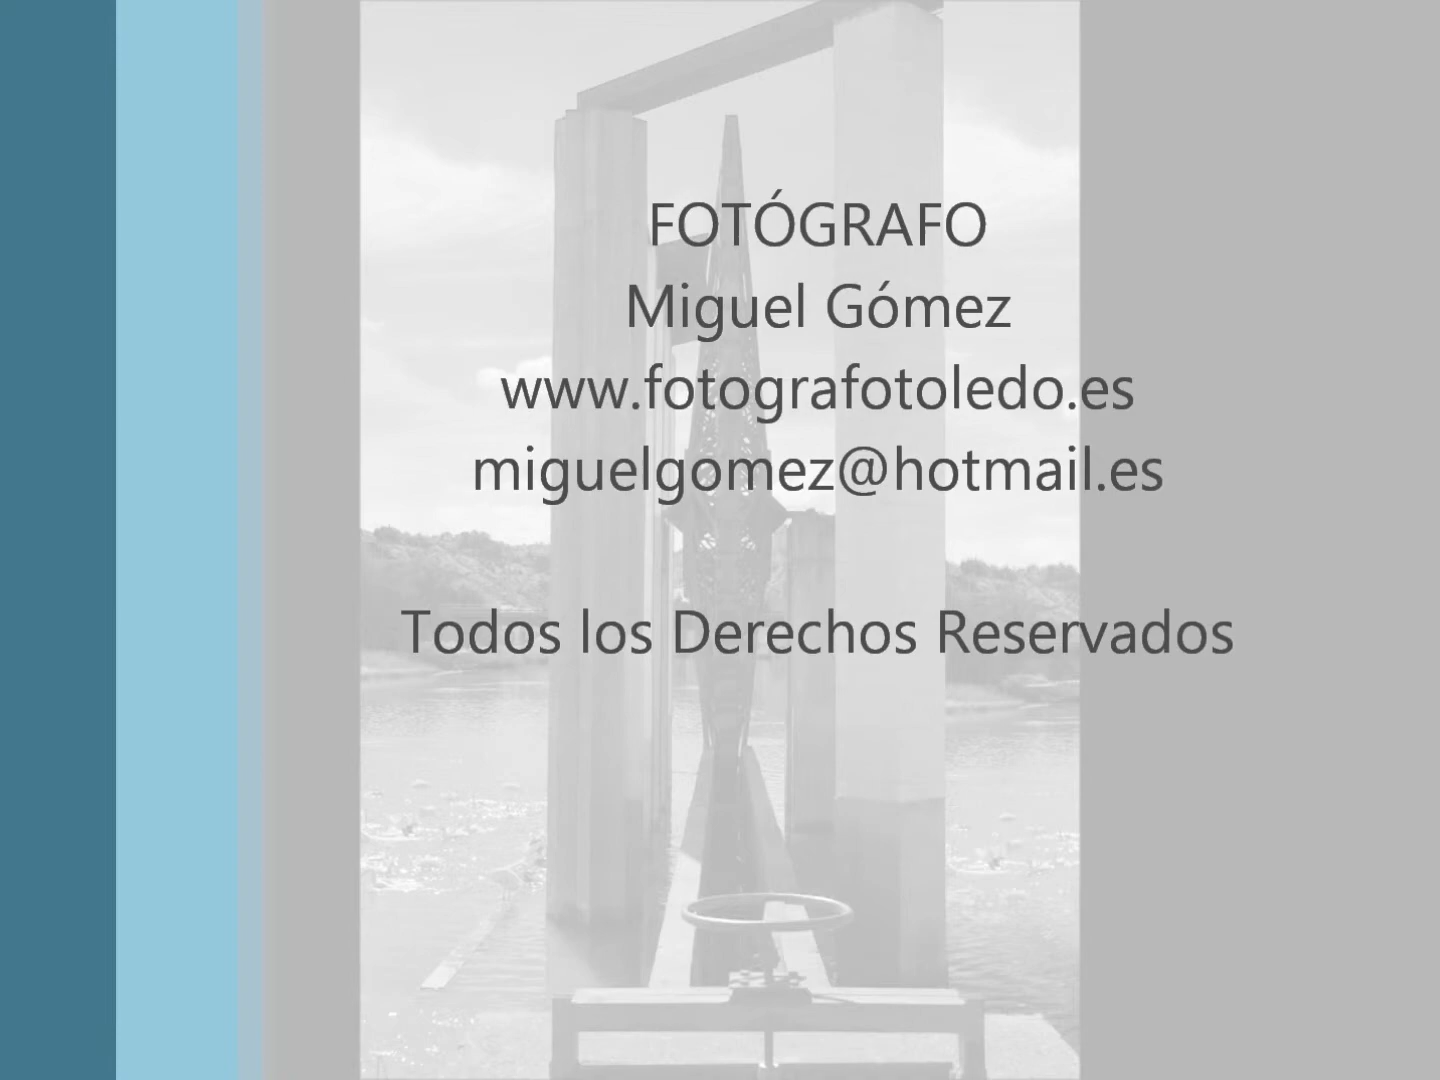 FOTÓGRAFO
Miguel Gómez
www.fotografotoledo.es
miguelgomez@hotmail.es
Todos los Derechos Reservados